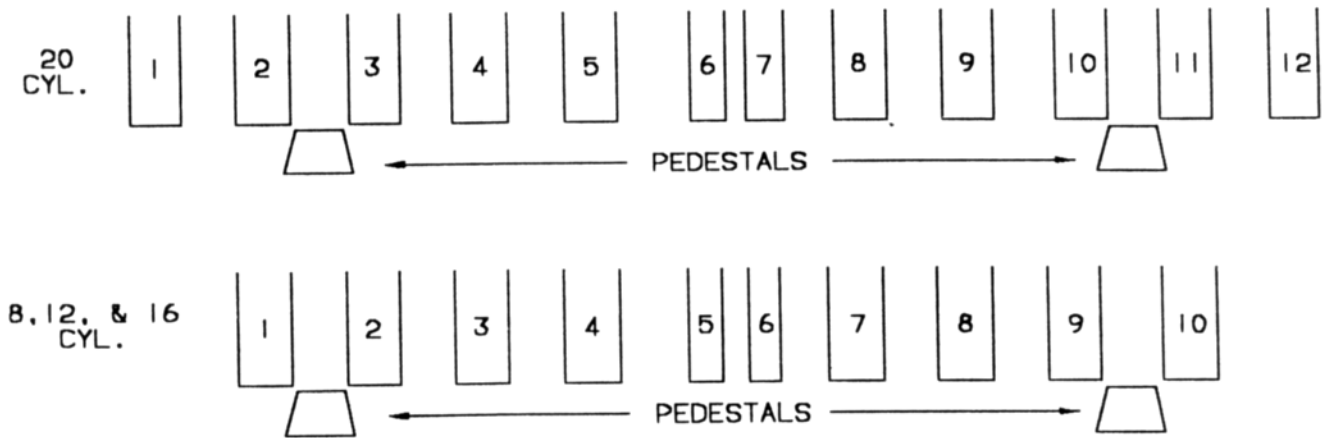 20
CYL.
1 2 3 4 5 6 7 8 9 10 11 12
PEDESTALS
8, 12, & 16
CYL.
1 2 3 4 5 6 7 8 9 10
PEDESTALS